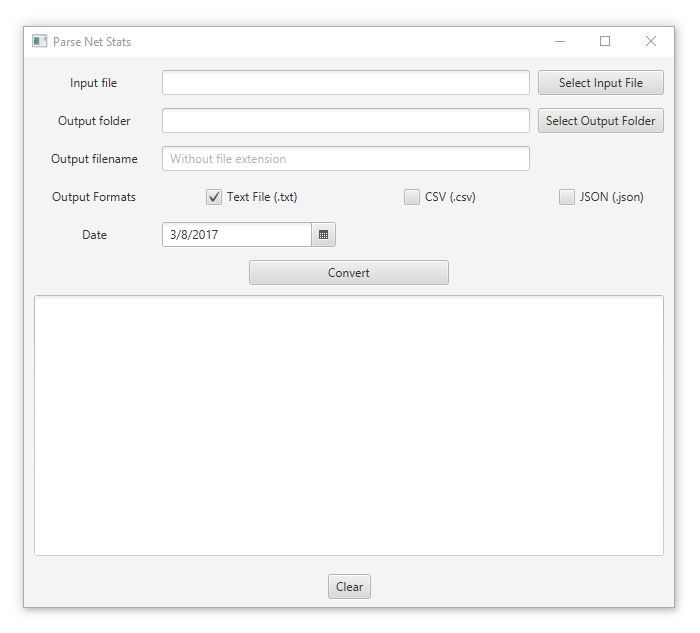 Parse Net Stats
Input file Select Input File
Output folder Select Output Folder
Output filename Without file extension
Output Formats Text File (.txt) CSV (.csv) JSON (.json)
Date 3/8/2017
Convert
Clear